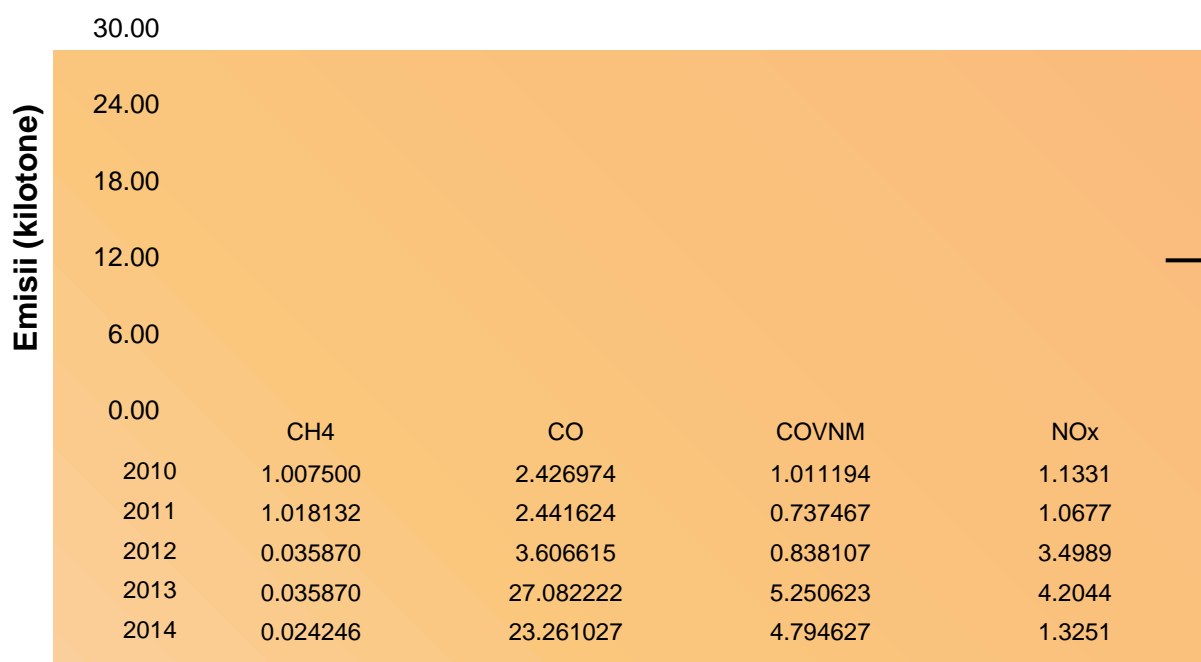 30.00
24.00
18.00
12.00
6.00
0.00
Emisii (kilotone)
CH4 CO COVNM NOx
2010 1.007500 2.426974 1.011194 1.1331
2011 1.018132 2.441624 0.737467 1.0677
2012 0.035870 3.606615 0.838107 3.4989
2013 0.035870 27.082222 5.250623 4.2044
2014 0.024246 23.261027 4.794627 1.3251